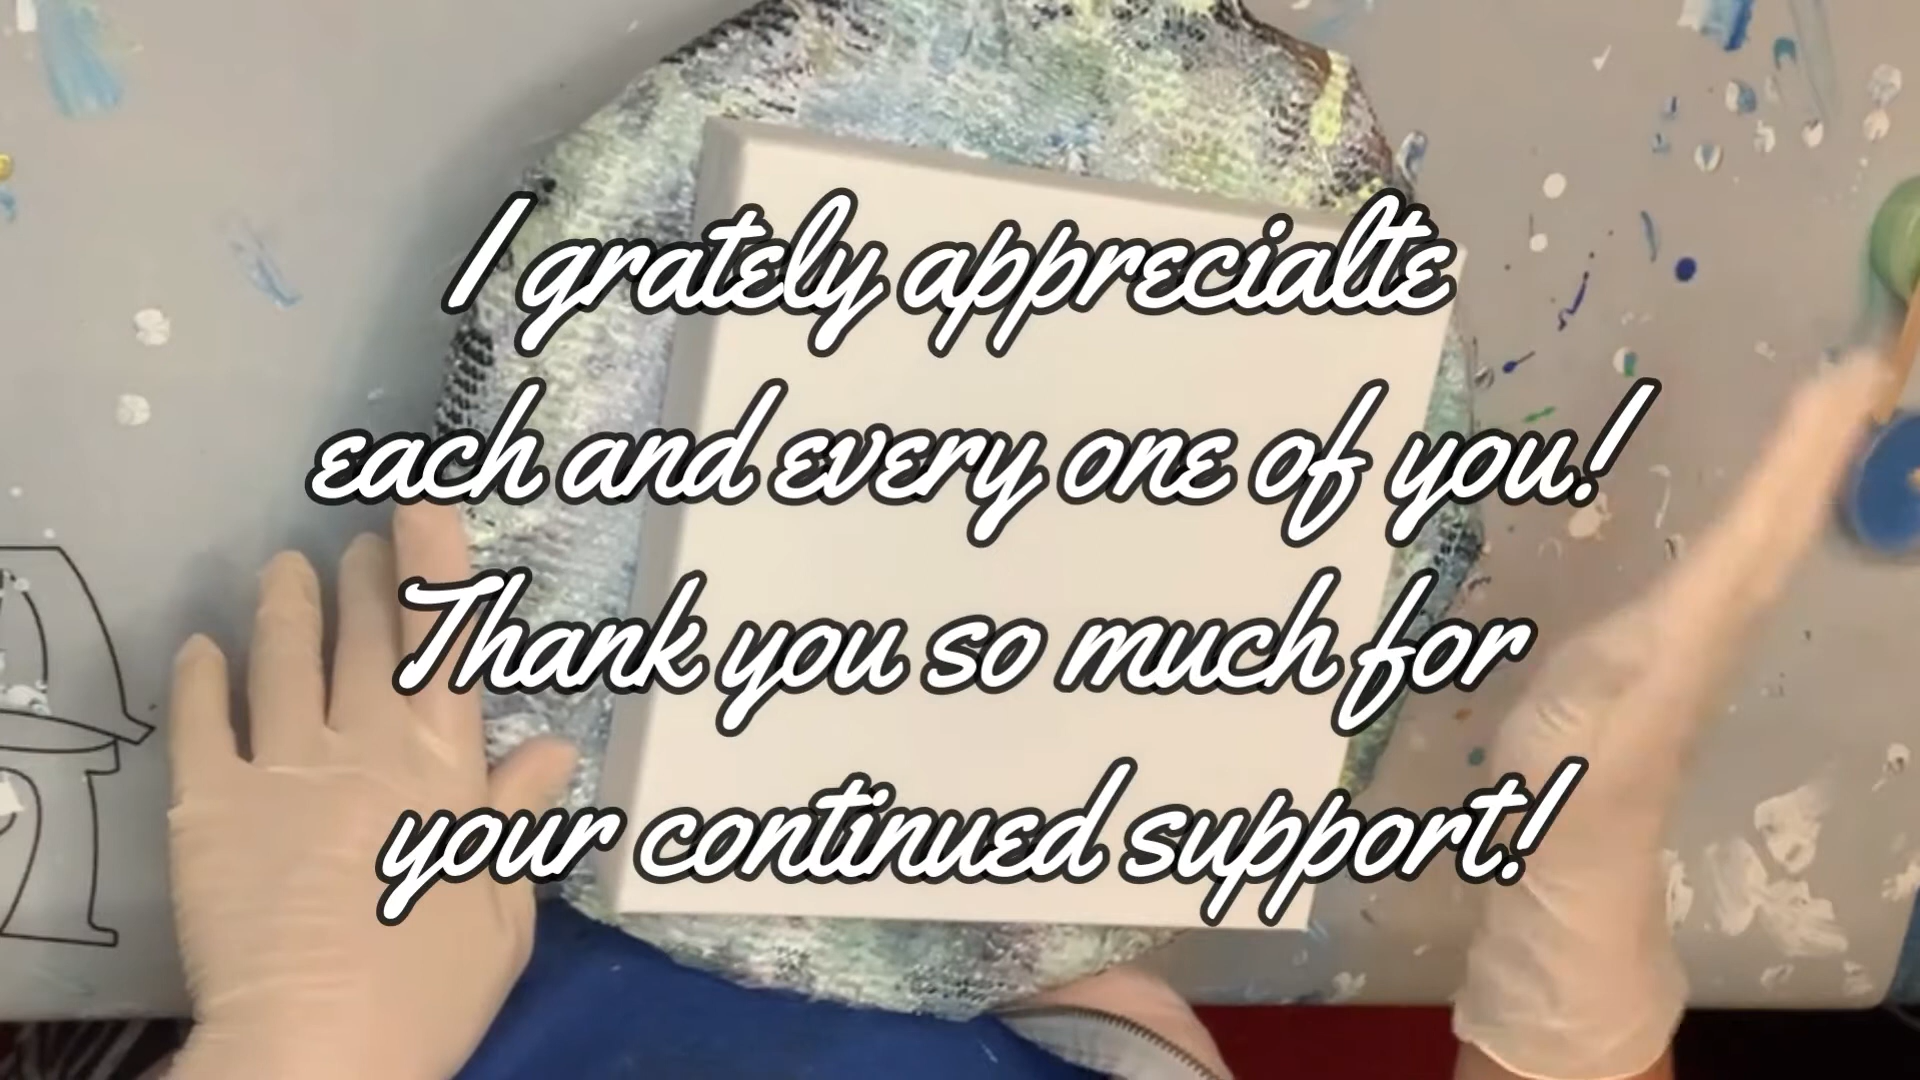 I grately apprecialte
each and every one of you!
Thank you so much for
your continued support!